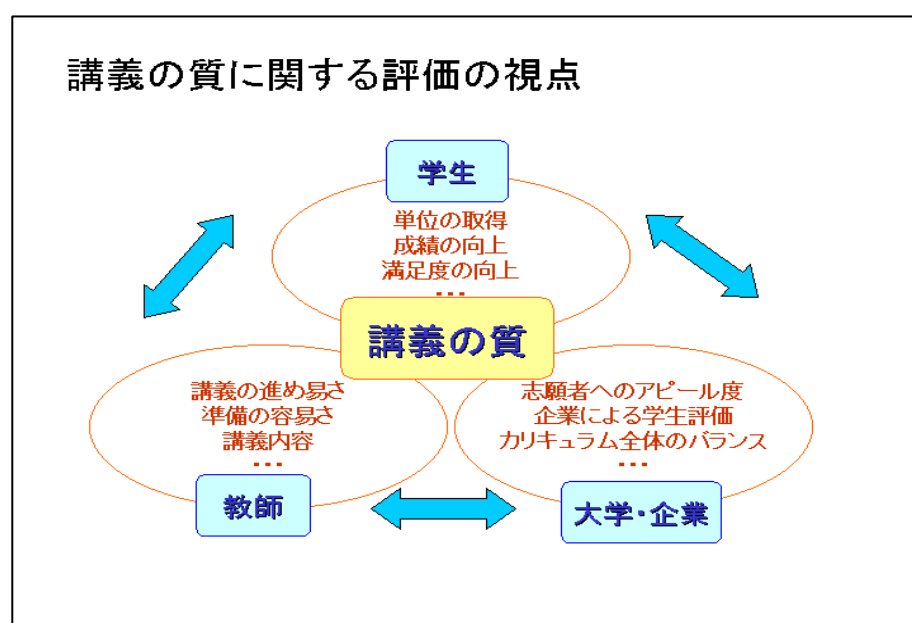 講義の質に関する評価の視点
学生
単位の取得
成績の向上
満足度の向上
･･･
講義の質
講義の進め易さ
準備の容易さ
講義内容
･･･
教師
志願者へのアピール度
企業による学生評価
カリキュラム全体のバランス
･･･
大学・企業